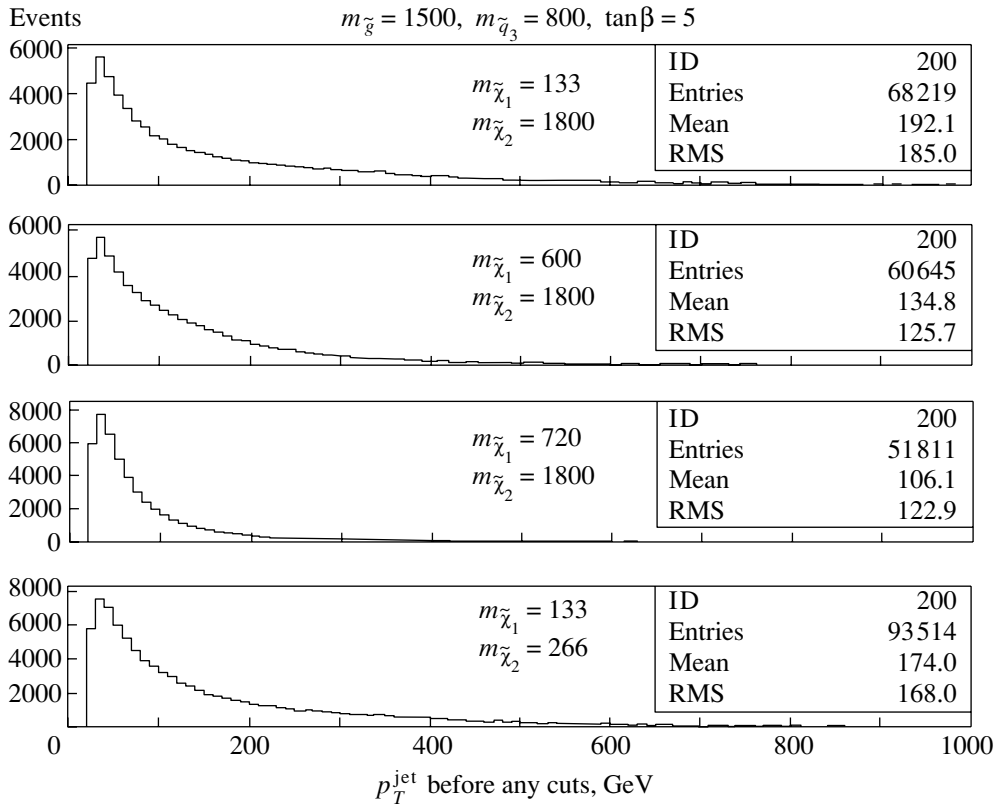 Events
m_g̃ = 1500, m_q̃₃ = 800, tanβ = 5
6000
4000
2000
0
m_χ̃₁ = 133
m_χ̃₂ = 1800
ID 200
Entries 68219
Mean 192.1
RMS 185.0
6000
4000
2000
0
m_χ̃₁ = 600
m_χ̃₂ = 1800
ID 200
Entries 60645
Mean 134.8
RMS 125.7
8000
6000
4000
2000
0
m_χ̃₁ = 720
m_χ̃₂ = 1800
ID 200
Entries 51811
Mean 106.1
RMS 122.9
8000
6000
4000
2000
0
m_χ̃₁ = 133
m_χ̃₂ = 266
ID 200
Entries 93514
Mean 174.0
RMS 168.0
0 200 400 600 800 1000
p_T^jet before any cuts, GeV